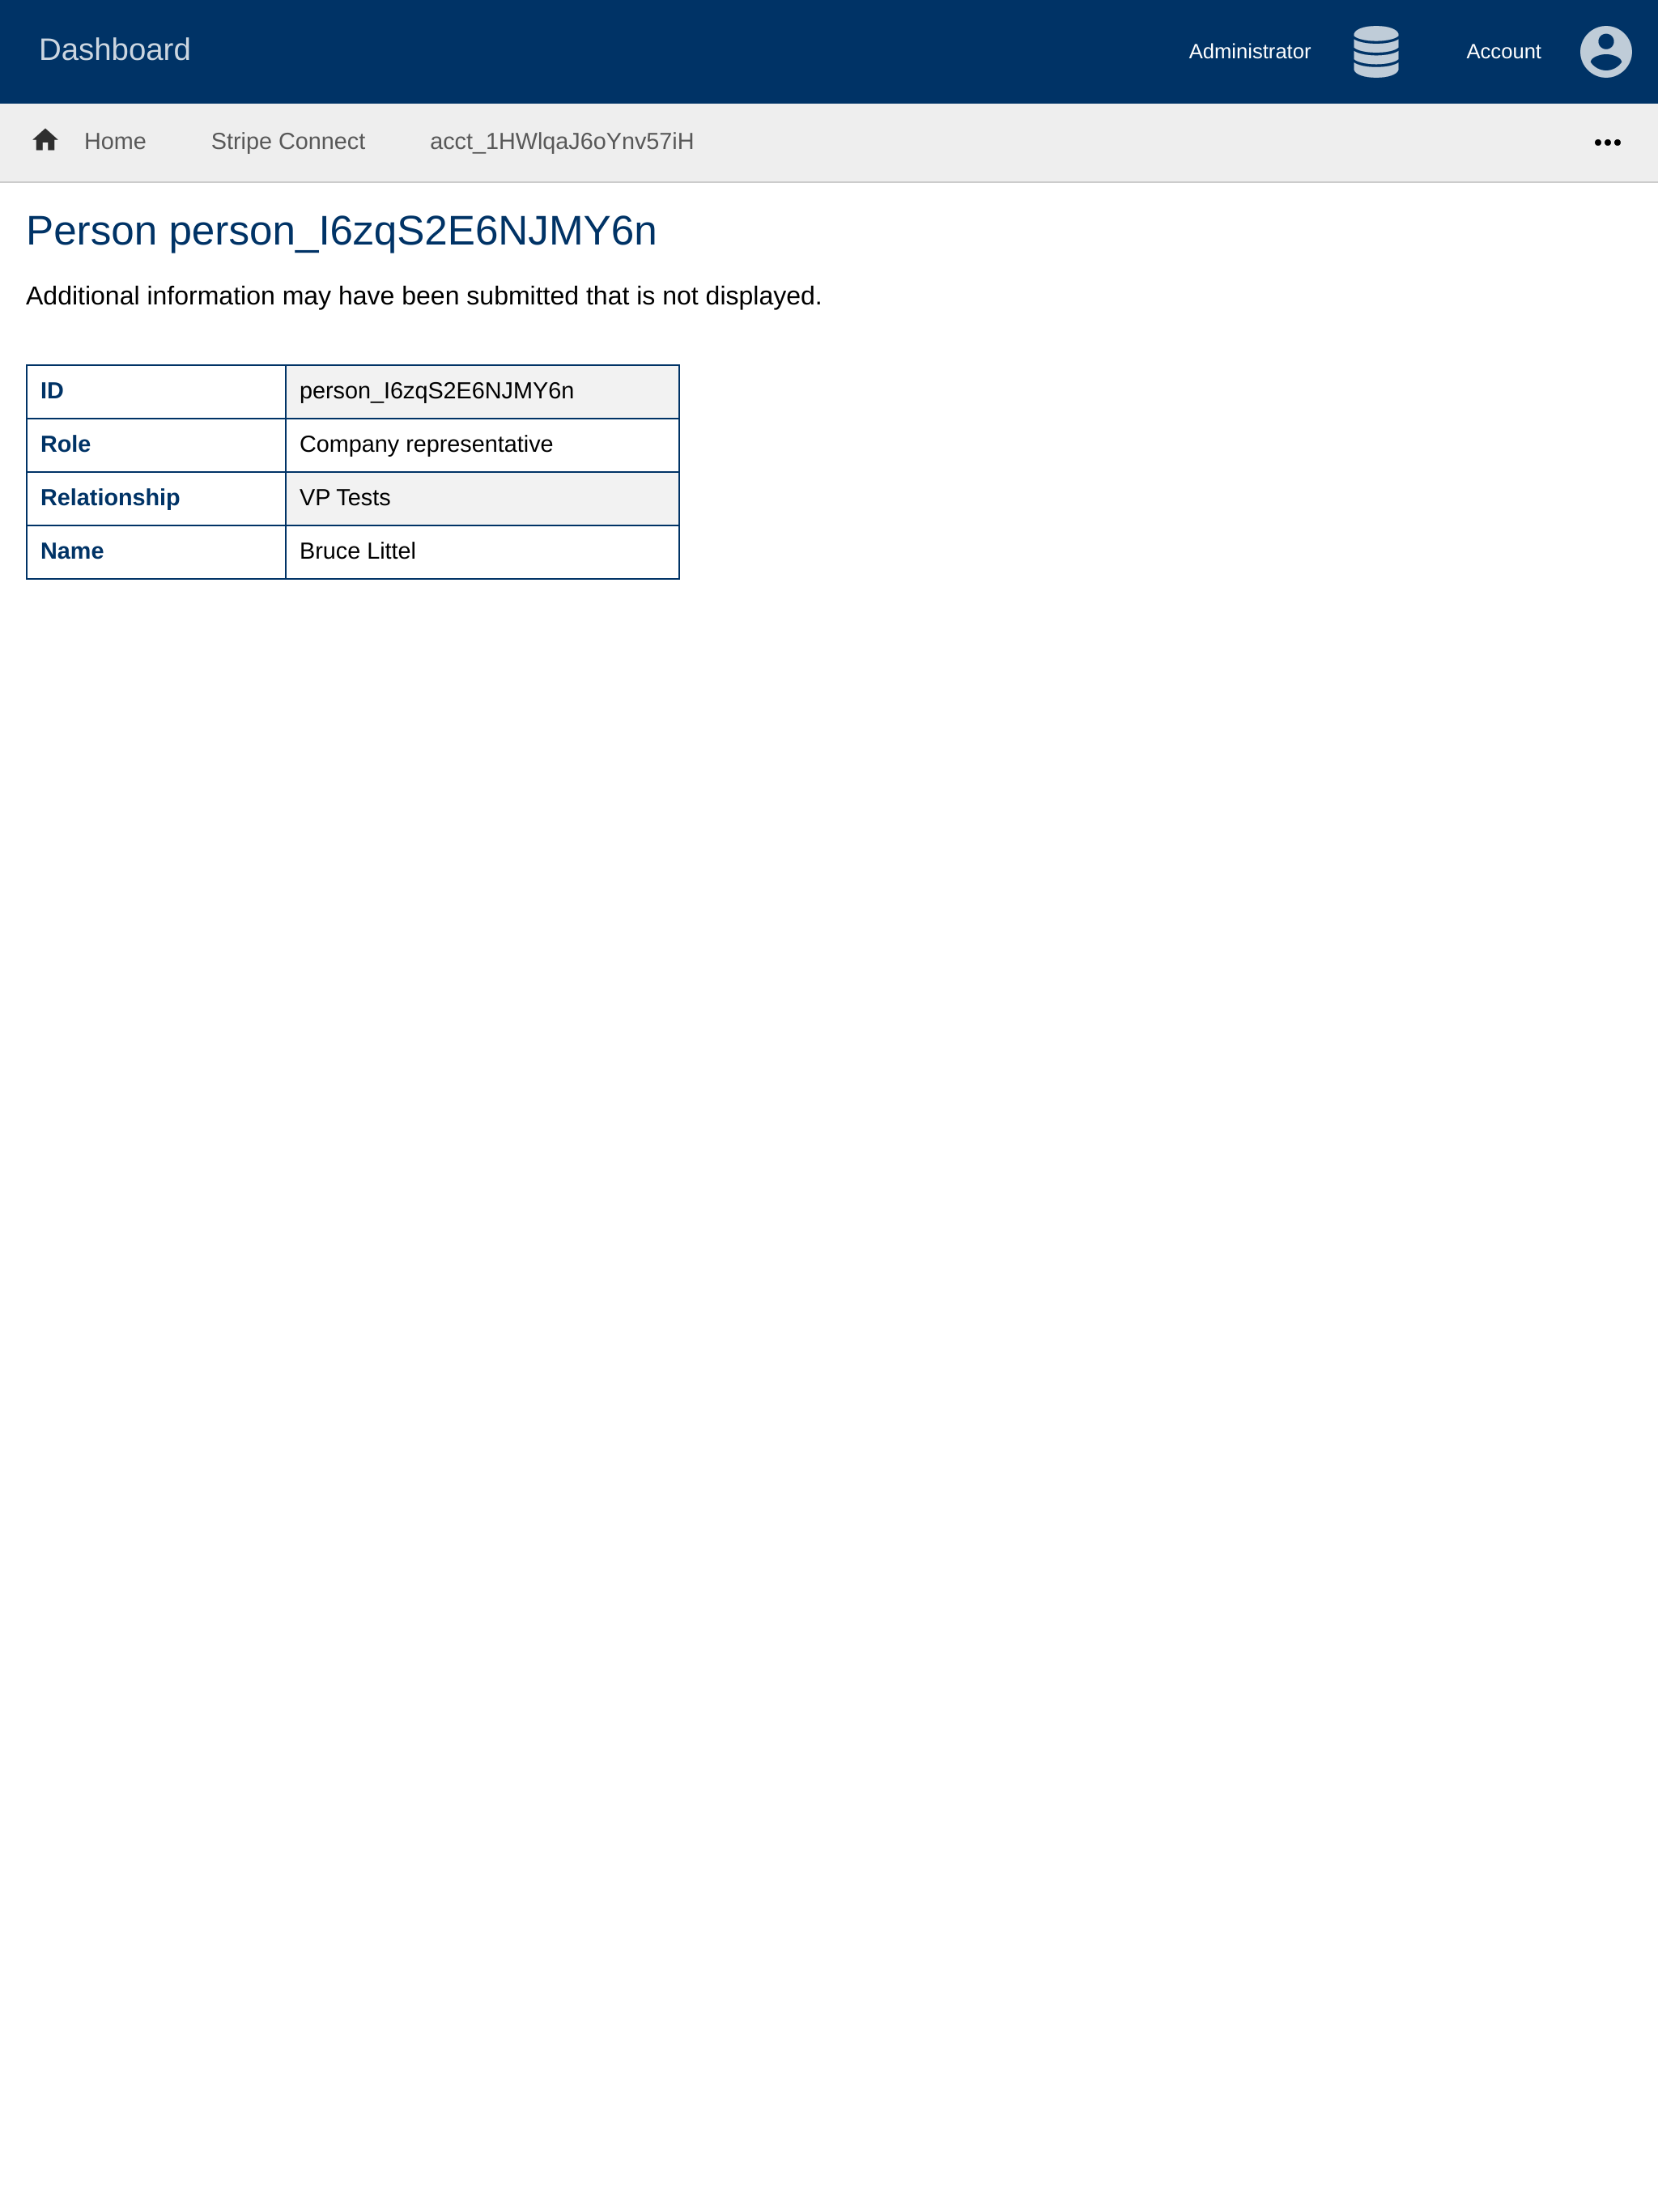 Dashboard
Administrator
Account
Home
Stripe Connect
acct_1HWlqaJ6oYnv57iH
Person person_I6zqS2E6NJMY6n
Additional information may have been submitted that is not displayed.
ID person_I6zqS2E6NJMY6n
Role Company representative
Relationship VP Tests
Name Bruce Littel